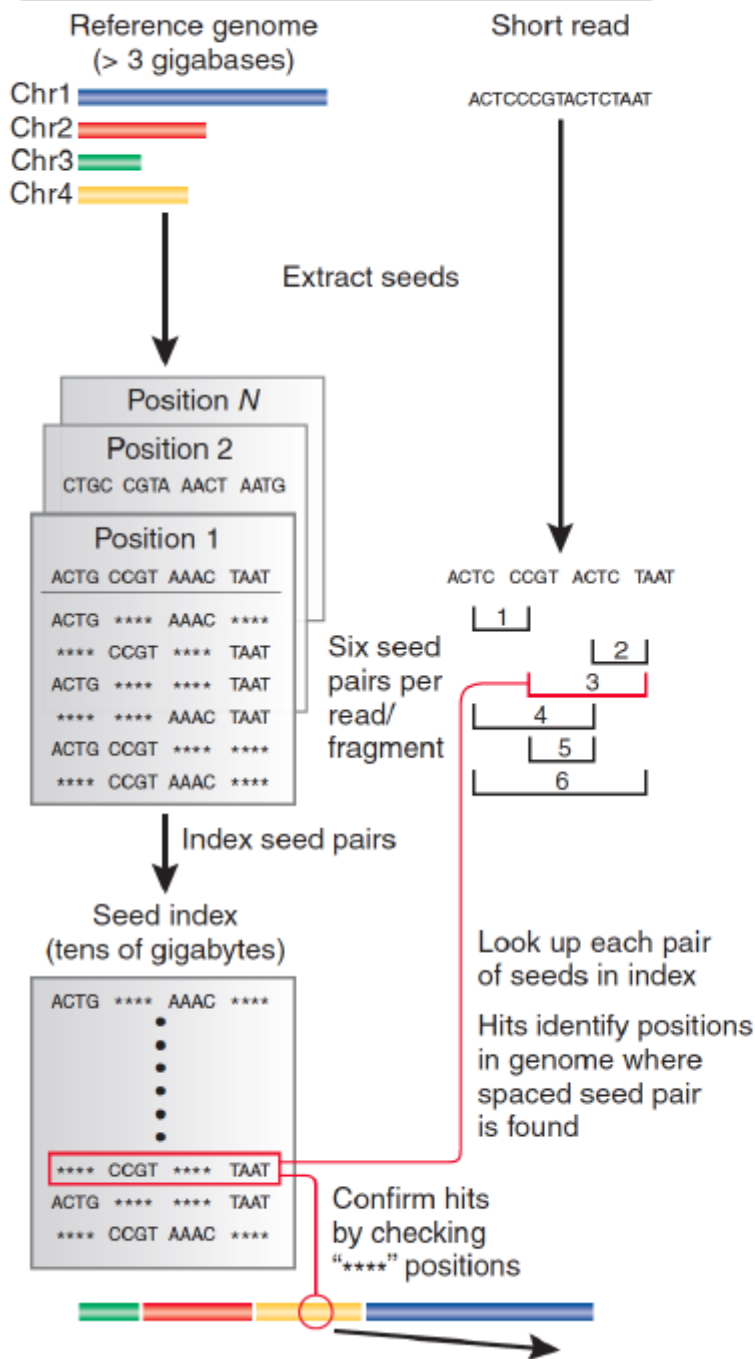 Reference genome
(> 3 gigabases)
Short read
Chr1
Chr2
Chr3
Chr4
ACTCCCGTACTCTAAT
Extract seeds
Position N
Position 2
CTGC CCGTA AACT AATG
Position 1
ACTG CCGT AAAC TAAT
ACTG **** AAAC ****
**** CCGT **** TAAT
ACTG **** **** TAAT
**** **** AAAC TAAT
ACTG CCGT **** ****
**** CCGT AAAC ****
ACTC CCGT ACTC TAAT
1
2
3
4
5
6
Six seed
pairs per
read/
fragment
Index seed pairs
Seed index
(tens of gigabytes)
ACTG **** AAAC ****
**** CCGT **** TAAT
ACTG **** **** TAAT
**** CCGT AAAC ****
Look up each pair
of seeds in index
Hits identify positions
in genome where
spaced seed pair
is found
Confirm hits
by checking
“****” positions